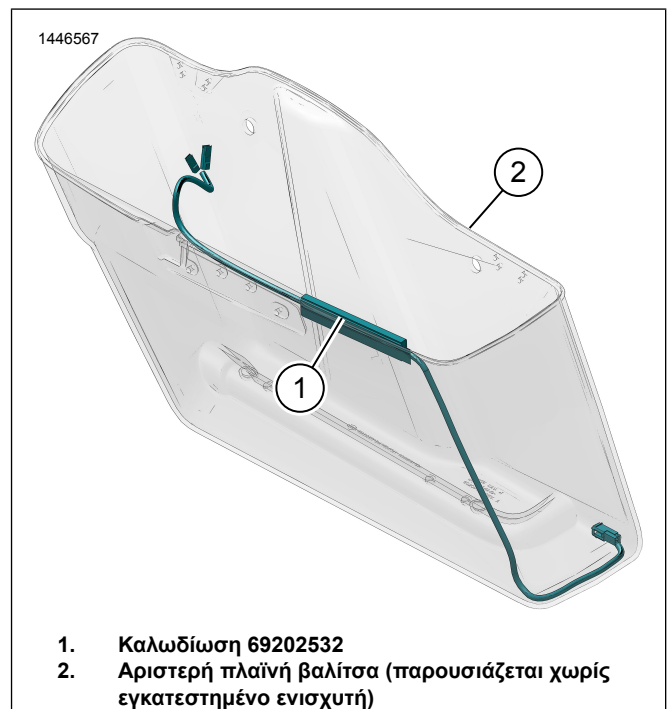 1446567
2
1
1. Καλωδίωση 69202532
2. Αριστερή πλαϊνή βαλίτσα (παρουσιάζεται χωρίς
εγκατεστημένο ενισχυτή)